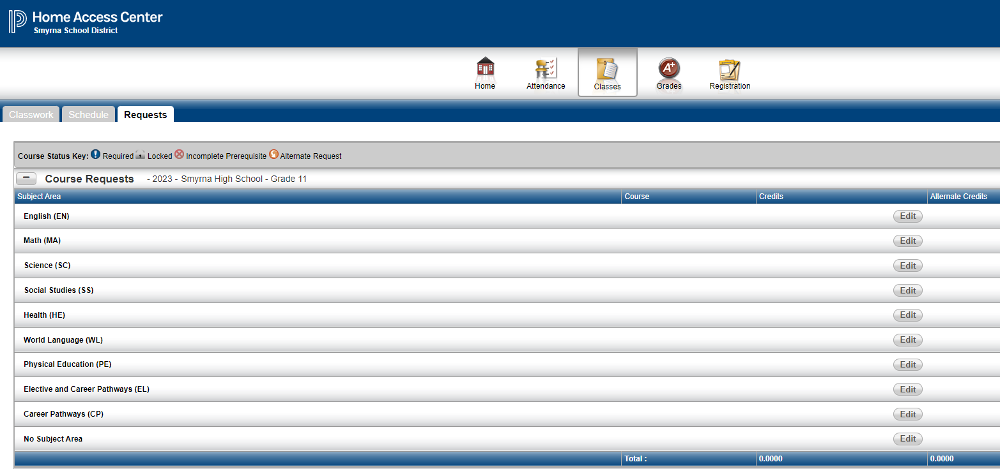 Home Access Center
Smyrna School District
Home Attendance Classes Grades Registration
Classwork Schedule Requests
Course Status Key: Required Locked Incomplete Prerequisite Alternate Request
Course Requests - 2023 - Smyrna High School - Grade 11
Subject Area Course Credits Alternate Credits
English (EN) Edit
Math (MA) Edit
Science (SC) Edit
Social Studies (SS) Edit
Health (HE) Edit
World Language (WL) Edit
Physical Education (PE) Edit
Elective and Career Pathways (EL) Edit
Career Pathways (CP) Edit
No Subject Area Edit
Total : 0.0000 0.0000